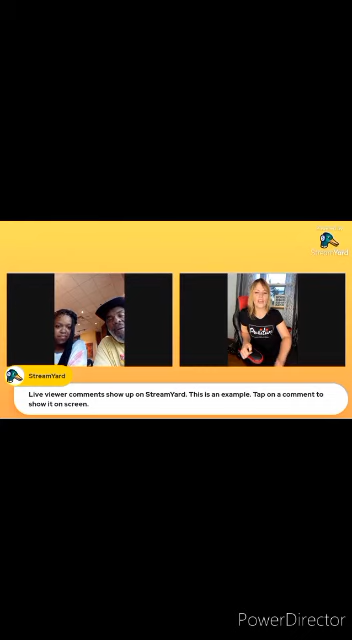 StreamYard
StreamYard
Live viewer comments show up on StreamYard. This is an example. Tap on a comment to
show it on screen.
PowerDirector